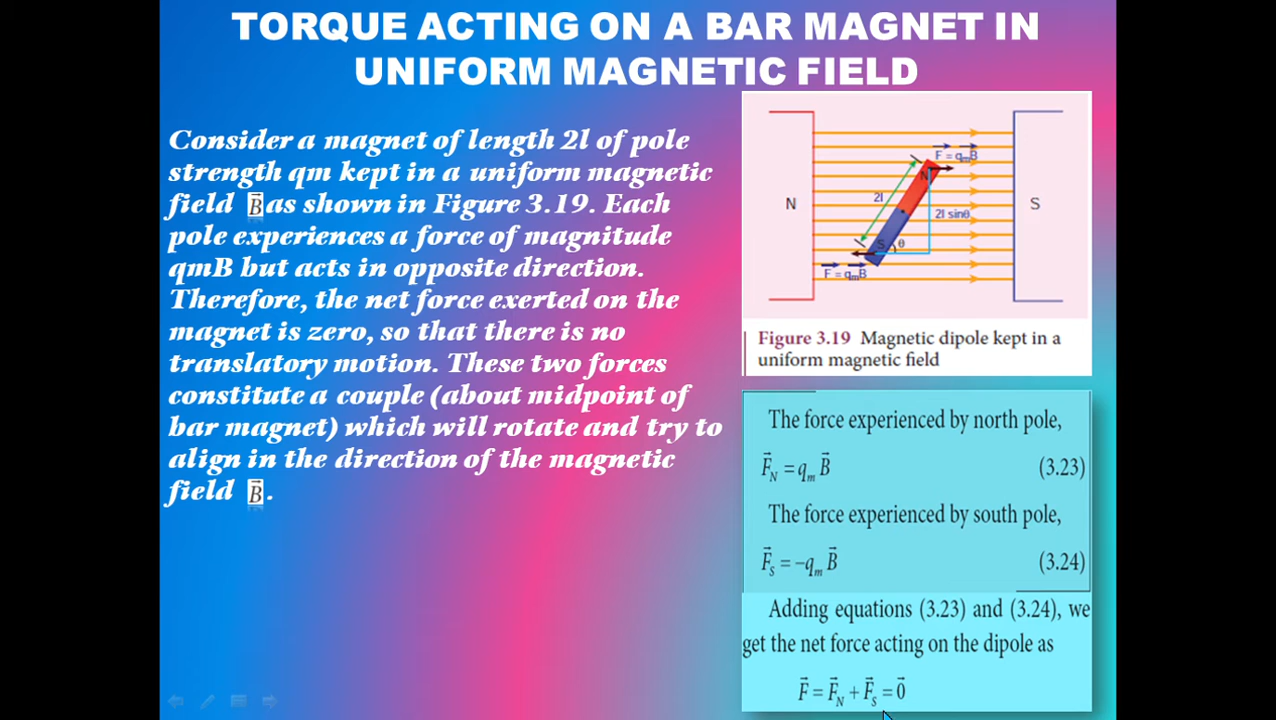 TORQUE ACTING ON A BAR MAGNET IN
UNIFORM MAGNETIC FIELD
Consider a magnet of length 2l of pole
strength qm kept in a uniform magnetic
field B⃗ as shown in Figure 3.19. Each
pole experiences a force of magnitude
qmB but acts in opposite direction.
Therefore, the net force exerted on the
magnet is zero, so that there is no
translatory motion. These two forces
constitute a couple (about midpoint of
bar magnet) which will rotate and try to
align in the direction of the magnetic
field B⃗.
F⃗ = qₘB⃗
N
N
2l
2l sinθ
S
S
θ
F⃗ = qₘB⃗
Figure 3.19 Magnetic dipole kept in a
uniform magnetic field
The force experienced by north pole,
F⃗_N = qₘ B⃗ (3.23)
The force experienced by south pole,
F⃗_S = –qₘ B⃗ (3.24)
Adding equations (3.23) and (3.24), we
get the net force acting on the dipole as
F⃗ = F⃗_N + F⃗_S = 0⃗